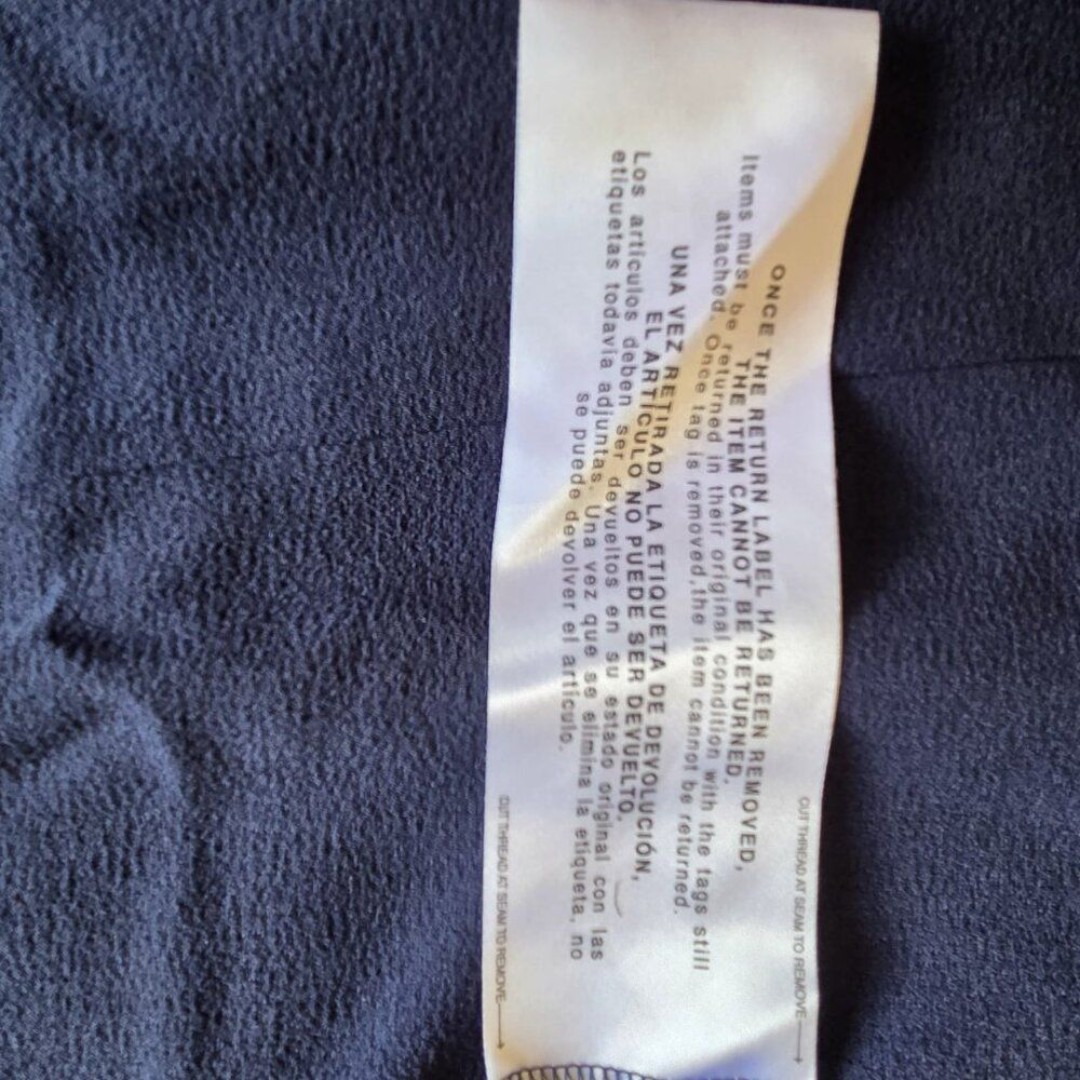 ONCE THE RETURN LABEL HAS BEEN REMOVED,
THE ITEM CANNOT BE RETURNED.
Items must be returned in their original condition with the tags still
attached. Once tag is removed,the item cannot be returned.
UNA VEZ RETIRADA LA ETIQUETA DE DEVOLUCIÓN,
EL ARTÍCULO NO PUEDE SER DEVUELTO.
Los artículos deben ser devueltos en su estado original con las
etiquetas todavía adjuntas. Una vez que se elimina la etiqueta, no
se puede devolver el artículo.
CUT THREAD AT SEAM TO REMOVE
CUT THREAD AT SEAM TO REMOVE